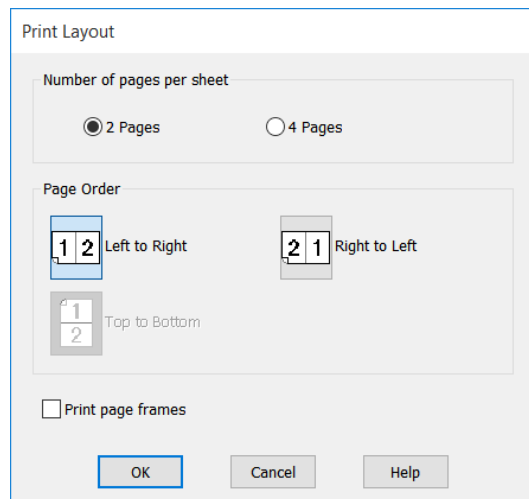 Print Layout
Number of pages per sheet
2 Pages 4 Pages
Page Order
1 2 Left to Right 2 1 Right to Left
1
2 Top to Bottom
Print page frames
OK Cancel Help